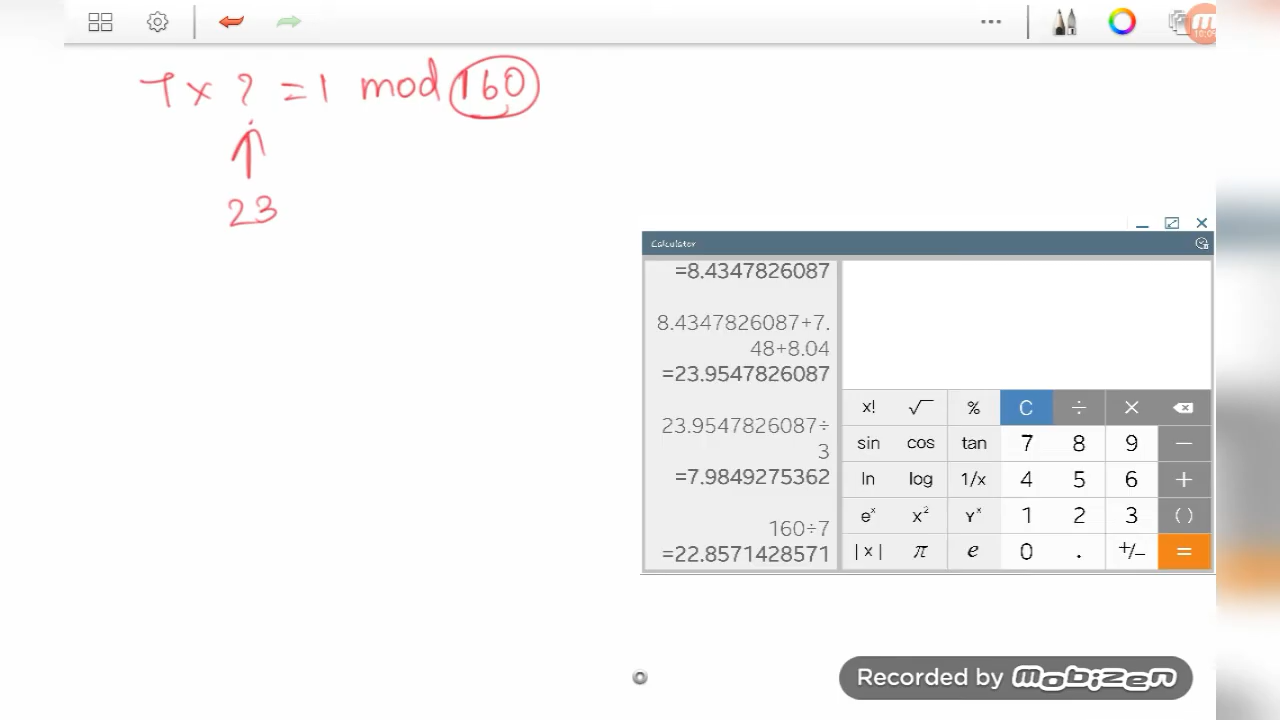 7 x ? = 1 mod 160
23
Calculator
=8.4347826087
8.4347826087+7.
48+8.04
=23.9547826087
23.9547826087÷
3
=7.9849275362
160÷7
=22.8571428571
x! √ % C ÷ ×
sin cos tan 7 8 9 −
ln log 1/x 4 5 6 +
eˣ x² Yˣ 1 2 3 ( )
|x| π e 0 . +/− =
Recorded by mobizen